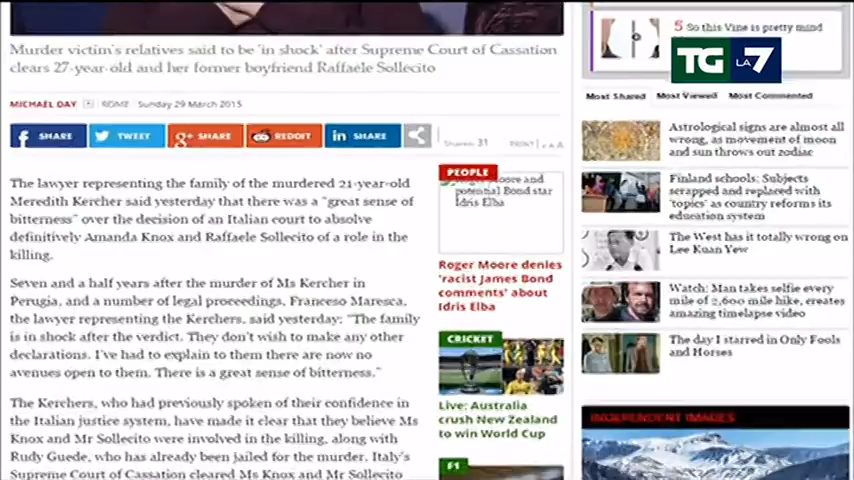 Murder victim's relatives said to be 'in shock' after Supreme Court of Cassation
clears 27-year-old and her former boyfriend Raffaele Sollecito
MICHAEL DAY
ROME
Sunday 29 March 2015
SHARE
TWEET
SHARE
REDDIT
SHARE
Shares: 31
PRINT
A A A
The lawyer representing the family of the murdered 21-year-old
Meredith Kercher said yesterday that there was a "great sense of
bitterness" over the decision of an Italian court to absolve
definitively Amanda Knox and Raffaele Sollecito of a role in the
killing.
Seven and a half years after the murder of Ms Kercher in
Perugia, and a number of legal proceedings, Franceso Maresca,
the lawyer representing the Kerchers, said yesterday: "The family
is in shock after the verdict. They don't wish to make any other
declarations. I've had to explain to them there are now no
avenues open to them. There is a great sense of bitterness."
The Kerchers, who had previously spoken of their confidence in
the Italian justice system, have made it clear that they believe Ms
Knox and Mr Sollecito were involved in the killing, along with
Rudy Guede, who has already been jailed for the murder. Italy's
Supreme Court of Cassation cleared Ms Knox and Mr Sollecito
PEOPLE
Roger Moore and
potential Bond star
Idris Elba
Roger Moore denies
'racist James Bond
comments' about
Idris Elba
CRICKET
Live: Australia
crush New Zealand
to win World Cup
F1
5 So this Vine is pretty mind
TG LA 7
Most Shared
Most Viewed
Most Commented
Astrological signs are almost all
wrong, as movement of moon
and sun throws out zodiac
Finland schools: Subjects
scrapped and replaced with
'topics' as country reforms its
education system
The West has it totally wrong on
Lee Kuan Yew
Watch: Man takes selfie every
mile of 2,600 mile hike, creates
amazing timelapse video
The day I starred in Only Fools
and Horses
INDEPENDENT IMAGES